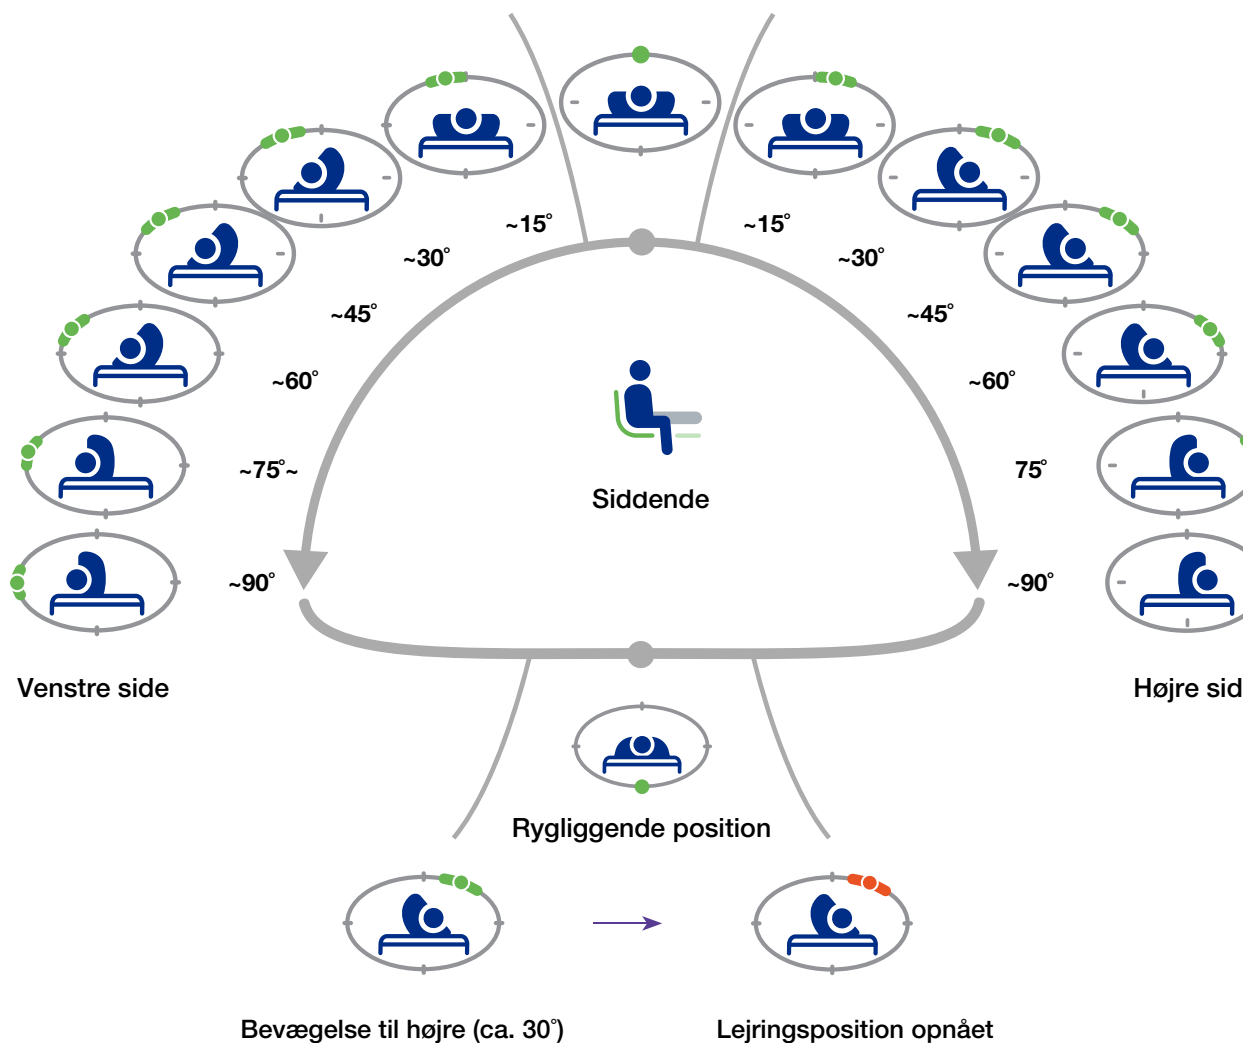 ~15° ~15°
~30° ~30°
~45° ~45°
~60° ~60°
~75°~ 75°
Siddende
~90° ~90°
Venstre side Højre sid
Rygliggende position
Bevægelse til højre (ca. 30°) Lejringsposition opnået